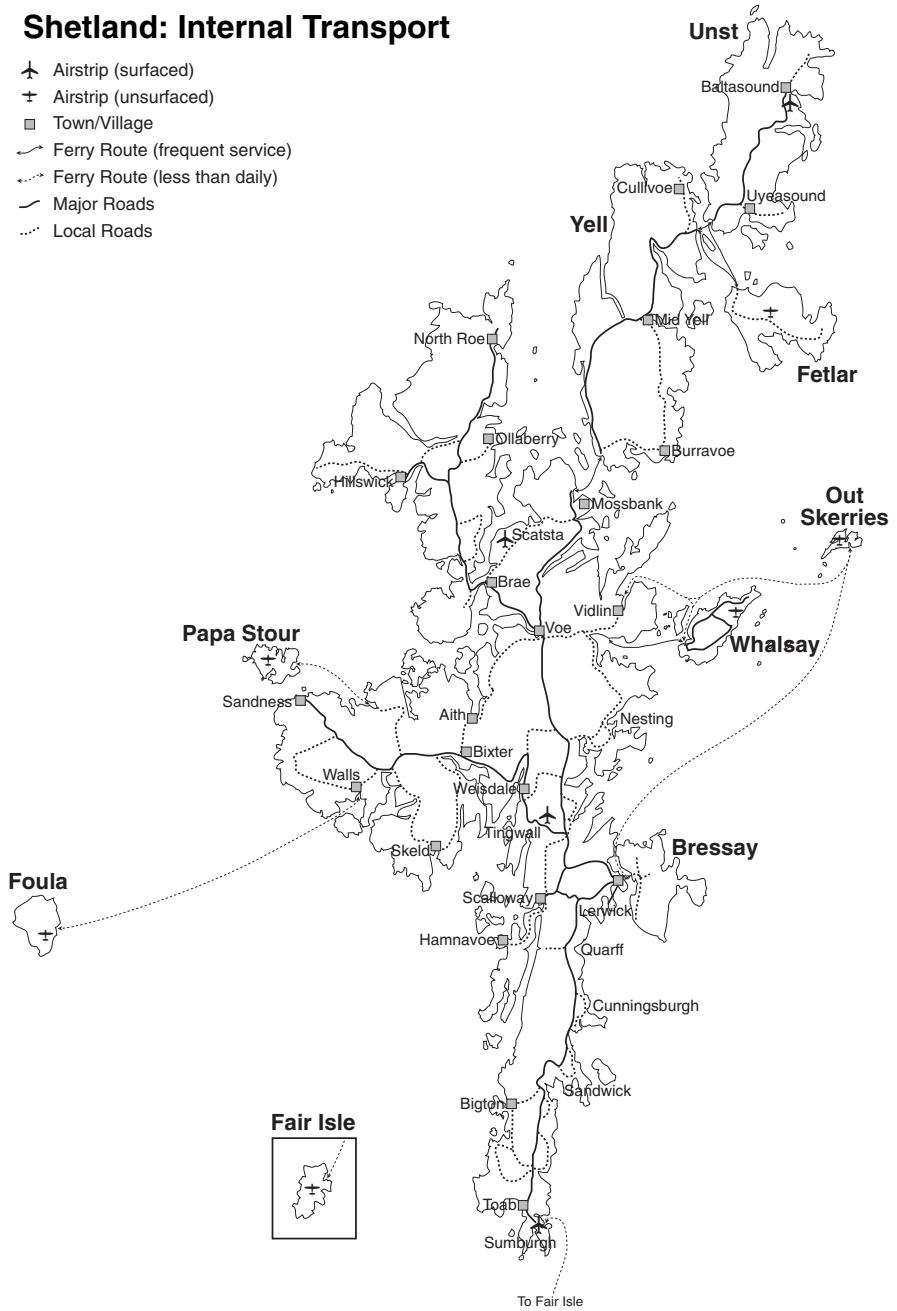 Shetland: Internal Transport
Airstrip (surfaced)
Airstrip (unsurfaced)
Town/Village
Ferry Route (frequent service)
Ferry Route (less than daily)
Major Roads
Local Roads
Unst
Baltasound
Cullivoe
Uyeasound
Yell
Mid Yell
North Roe
Fetlar
Ollaberry
Burravoe
Hillswick
Mossbank
Out
Skerries
Scatsta
Brae
Vidlin
Voe
Papa Stour
Whalsay
Sandness
Aith
Nesting
Bixter
Walls
Weisdale
Tingwall
Skeld
Bressay
Foula
Scalloway
Lerwick
Hamnavoe
Quarff
Cunningsburgh
Sandwick
Bigton
Fair Isle
Toab
Sumburgh
To Fair Isle